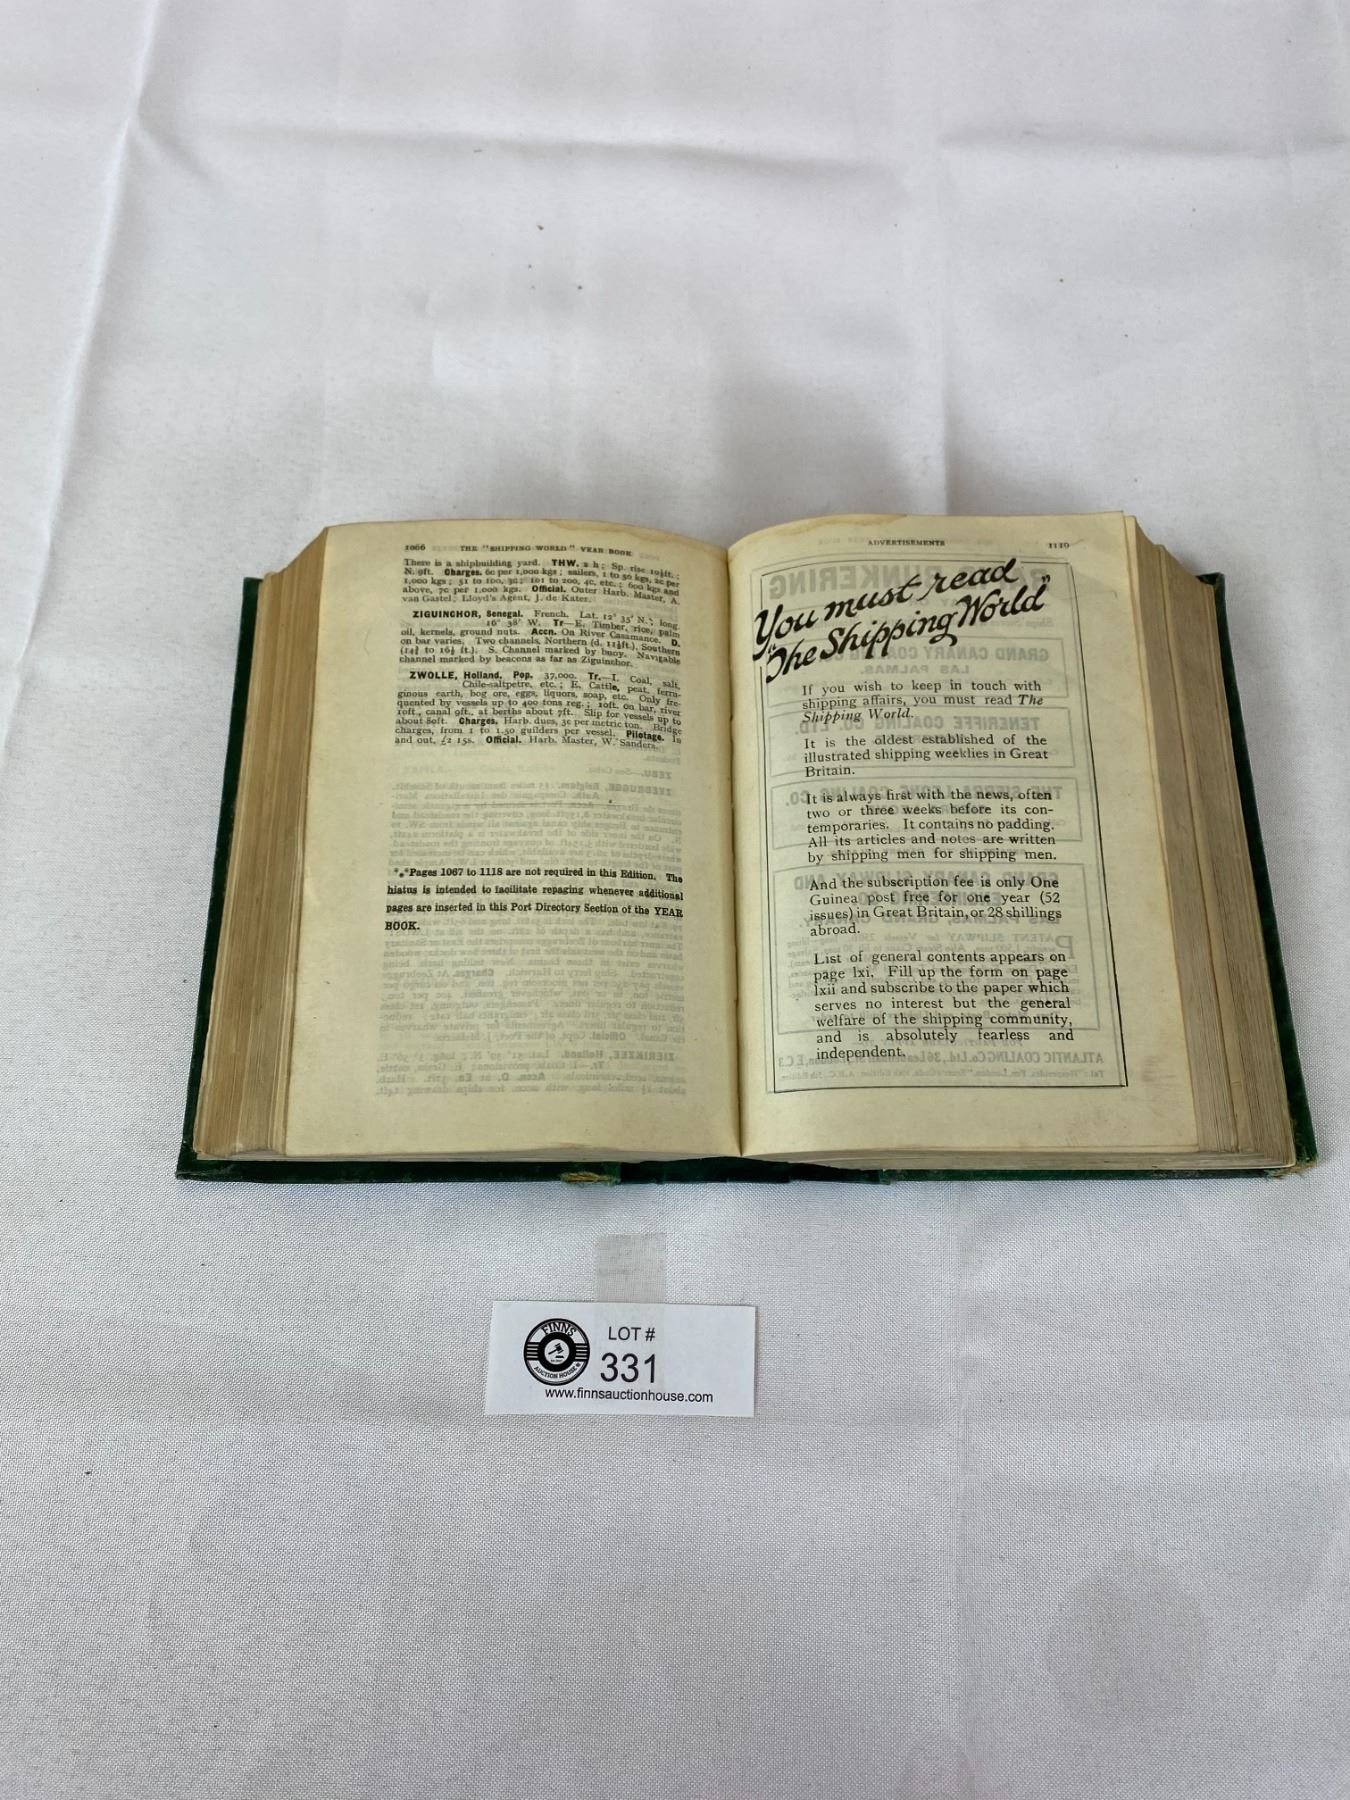 1066 THE "SHIPPING WORLD" YEAR BOOK
There is a shipbuilding yard. THW. 2 h; Sp. rise 10½ft.;
N. 9ft. Charges. 6c per 1,000 kgs; sailers, 1 to 50 kgs, 2c per
1,000 kgs; 51 to 100, 3c; 101 to 200, 4c, etc.; 600 kgs and
above, 7c per 1,000 kgs. Official. Outer Harb. Master, A.
van Gastel; Lloyd's Agent, J. de Kater.
ZIGUINCHOR, Senegal. French. Lat. 12° 35' N.; long.
16° 38' W. Tr—E, Timber, rice, palm
oil, kernels, ground nuts. Accn. On River Casamance. D.
on bar varies. Two channels, Northern (d. 11½ft.), Southern
(14¾ to 16½ ft.). S. Channel marked by buoy. Navigable
channel marked by beacons as far as Ziguinchor.
ZWOLLE, Holland. Pop. 37,000. Tr.—I. Coal, salt,
Chile-saltpetre, etc.; E, Cattle, peat, ferru-
ginous earth, bog ore, eggs, liquors, soap, etc. Only fre-
quented by vessels up to 400 tons reg.; 10ft. on bar, river
10ft., canal 9ft., at berths about 7ft. Slip for vessels up to
about 80ft. Charges. Harb. dues, 3c per metric ton. Bridge
charges, from 1 to 1.50 guilders per vessel. Pilotage. In
and out, £2 15s. Official. Harb. Master, W. Sanders.
*⁎*Pages 1067 to 1118 are not required in this Edition. The
hiatus is intended to facilitate repaging whenever additional
pages are inserted in this Port Directory Section of the YEAR
BOOK.
ADVERTISEMENTS 1119
You must read
"The Shipping World"
If you wish to keep in touch with
shipping affairs, you must read The
Shipping World.
It is the oldest established of the
illustrated shipping weeklies in Great
Britain.
It is always first with the news, often
two or three weeks before its con-
temporaries. It contains no padding.
All its articles and notes are written
by shipping men for shipping men.
And the subscription fee is only One
Guinea post free for one year (52
issues) in Great Britain, or 28 shillings
abroad.
List of general contents appears on
page lxi. Fill up the form on page
lxii and subscribe to the paper which
serves no interest but the general
welfare of the shipping community,
and is absolutely fearless and
independent.
FINNS
AUCTION HOUSE
LOT #
331
www.finnsauctionhouse.com